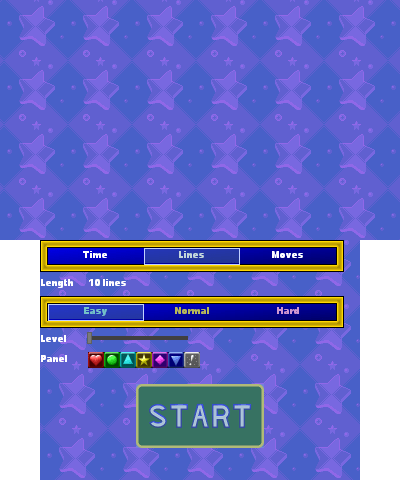 Time Lines Moves
Length 10 lines
Easy Normal Hard
Level
Panel !
START